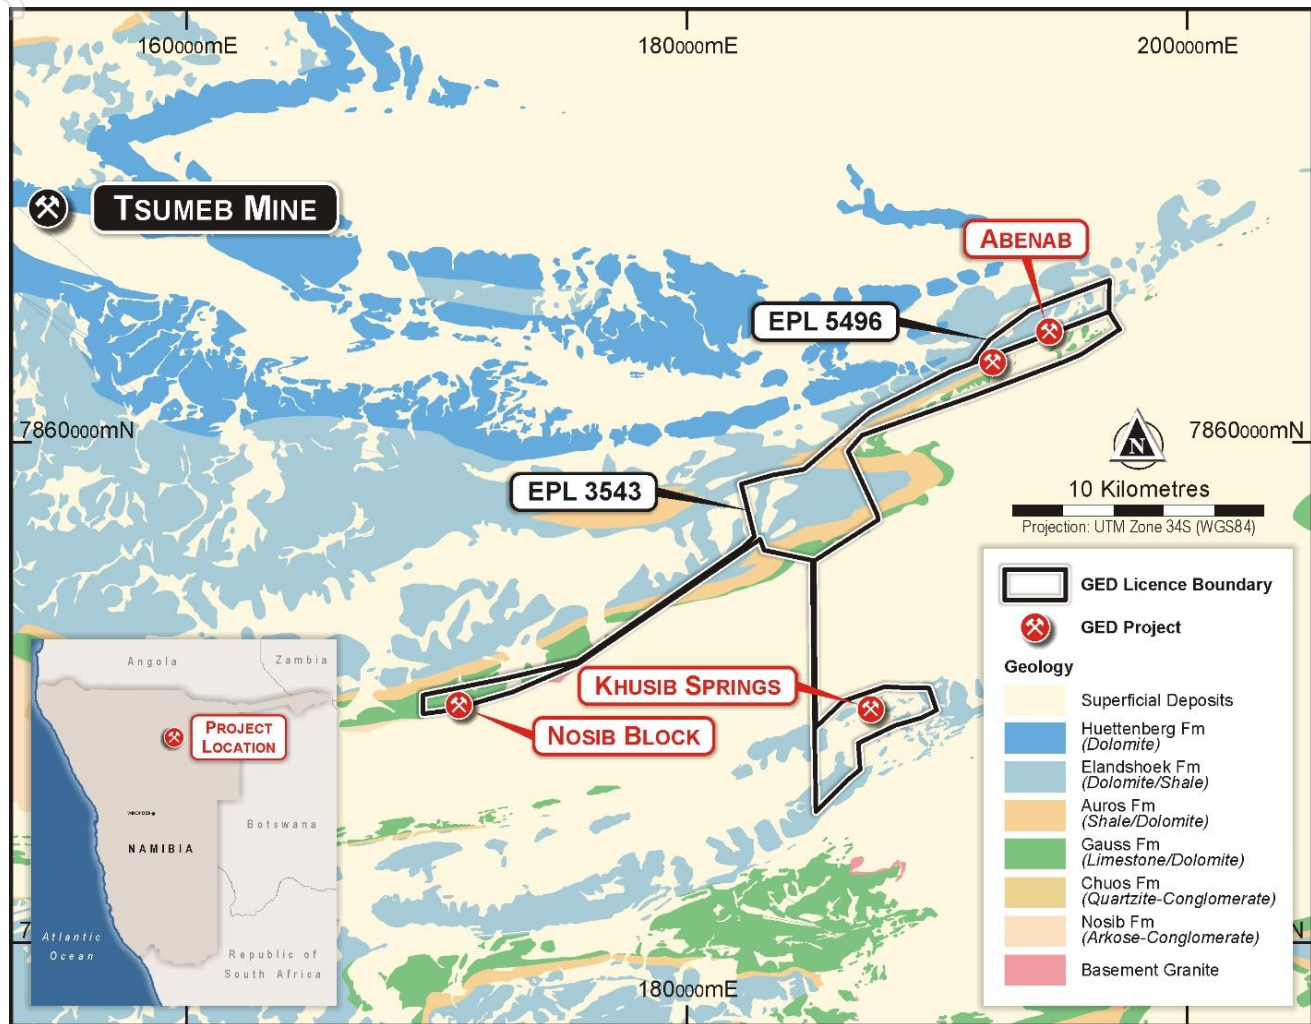 160000mE
180000mE
200000mE
TSUMEB MINE
ABENAB
EPL 5496
7860000mN
7860000mN
N
EPL 3543
10 Kilometres
Projection: UTM Zone 34S (WGS84)
GED Licence Boundary
GED Project
Geology
Superficial Deposits
Huettenberg Fm
(Dolomite)
Elandshoek Fm
(Dolomite/Shale)
Auros Fm
(Shale/Dolomite)
Gauss Fm
(Limestone/Dolomite)
Chuos Fm
(Quartzite-Conglomerate)
Nosib Fm
(Arkose-Conglomerate)
Basement Granite
KHUSIB SPRINGS
NOSIB BLOCK
Angola
Zambia
PROJECT
LOCATION
Botswana
NAMIBIA
Atlantic
Ocean
Republic of
South Africa
7
N
180000mE